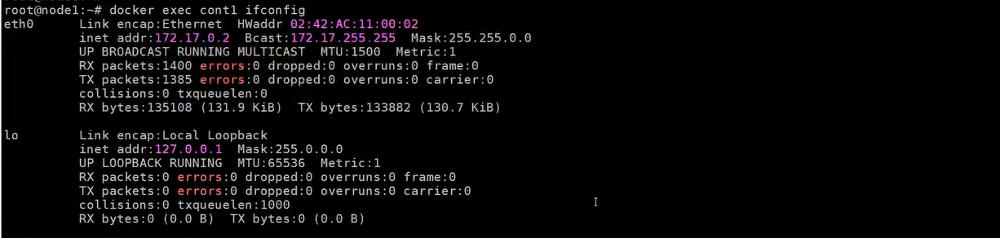 root@node1:~# docker exec cont1 ifconfig
eth0      Link encap:Ethernet  HWaddr 02:42:AC:11:00:02
          inet addr:172.17.0.2  Bcast:172.17.255.255  Mask:255.255.0.0
          UP BROADCAST RUNNING MULTICAST  MTU:1500  Metric:1
          RX packets:1400 errors:0 dropped:0 overruns:0 frame:0
          TX packets:1385 errors:0 dropped:0 overruns:0 carrier:0
          collisions:0 txqueuelen:0
          RX bytes:135108 (131.9 KiB)  TX bytes:133882 (130.7 KiB)

lo        Link encap:Local Loopback
          inet addr:127.0.0.1  Mask:255.0.0.0
          UP LOOPBACK RUNNING  MTU:65536  Metric:1
          RX packets:0 errors:0 dropped:0 overruns:0 frame:0
          TX packets:0 errors:0 dropped:0 overruns:0 carrier:0
          collisions:0 txqueuelen:1000
          RX bytes:0 (0.0 B)  TX bytes:0 (0.0 B)